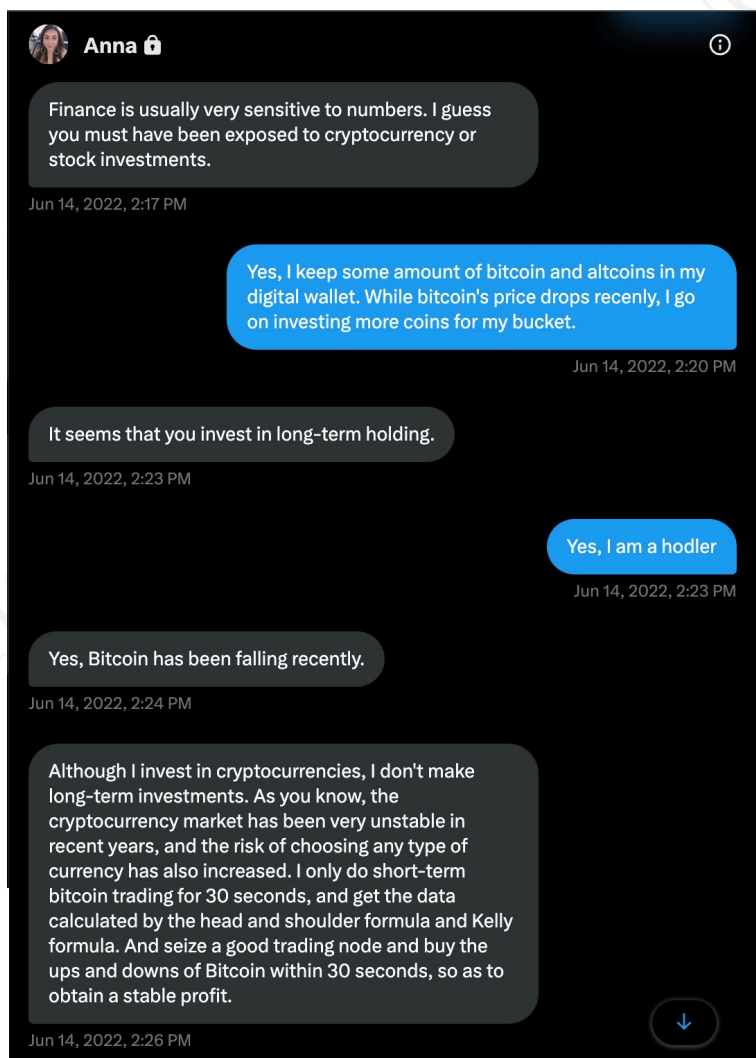 Anna
Finance is usually very sensitive to numbers. I guess
you must have been exposed to cryptocurrency or
stock investments.
Jun 14, 2022, 2:17 PM
Yes, I keep some amount of bitcoin and altcoins in my
digital wallet. While bitcoin's price drops recenly, I go
on investing more coins for my bucket.
Jun 14, 2022, 2:20 PM
It seems that you invest in long-term holding.
Jun 14, 2022, 2:23 PM
Yes, I am a hodler
Jun 14, 2022, 2:23 PM
Yes, Bitcoin has been falling recently.
Jun 14, 2022, 2:24 PM
Although I invest in cryptocurrencies, I don't make
long-term investments. As you know, the
cryptocurrency market has been very unstable in
recent years, and the risk of choosing any type of
currency has also increased. I only do short-term
bitcoin trading for 30 seconds, and get the data
calculated by the head and shoulder formula and Kelly
formula. And seize a good trading node and buy the
ups and downs of Bitcoin within 30 seconds, so as to
obtain a stable profit.
Jun 14, 2022, 2:26 PM